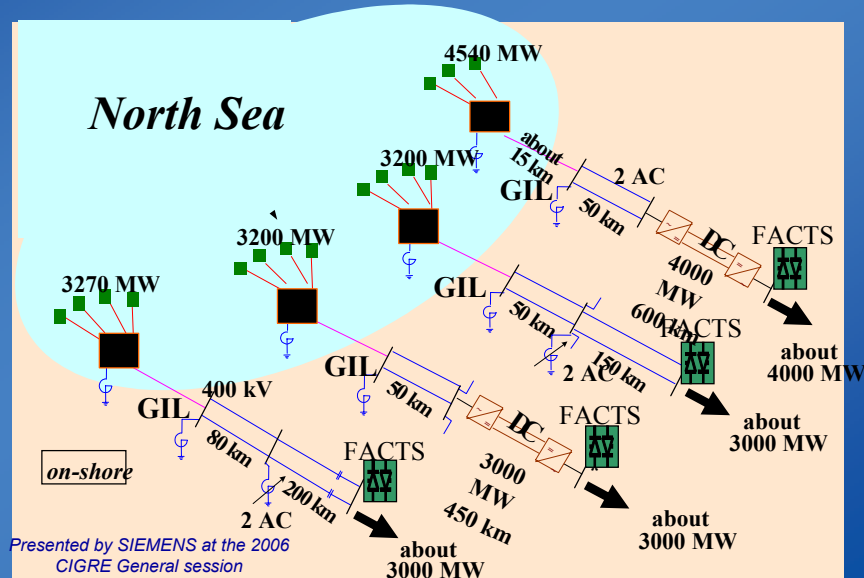 4540 MW
North Sea
about
15 km
3200 MW
GIL
2 AC
50 km
DC
FACTS
4000
MW
600 km
about
4000 MW
3200 MW
GIL
50 km
2 AC
150 km
FACTS
about
3000 MW
3270 MW
GIL
50 km
DC
FACTS
3000
MW
450 km
about
3000 MW
400 kV
GIL
80 km
200 km
2 AC
FACTS
about
3000 MW
on-shore
Presented by SIEMENS at the 2006
CIGRE General session